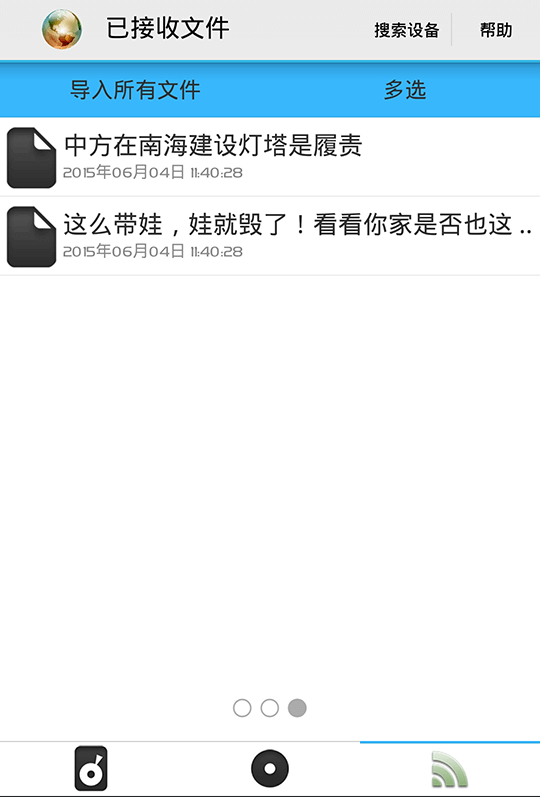 已接收文件
搜索设备
帮助
导入所有文件
多选
中方在南海建设灯塔是履责
2015年06月04日 11:40:28
这么带娃，娃就毁了！看看你家是否也这 ..
2015年06月04日 11:40:28